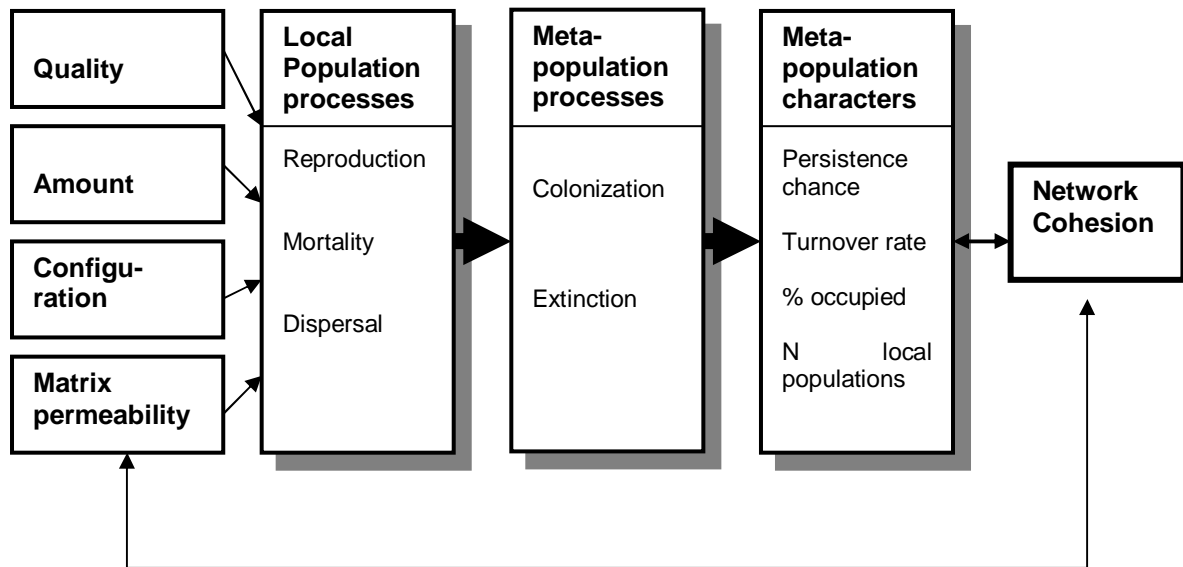 Quality
Amount
Configu-
ration
Matrix
permeability
Local
Population
processes
Reproduction
Mortality
Dispersal
Meta-
population
processes
Colonization
Extinction
Meta-
population
characters
Persistence
chance
Turnover rate
% occupied
N local
populations
Network
Cohesion